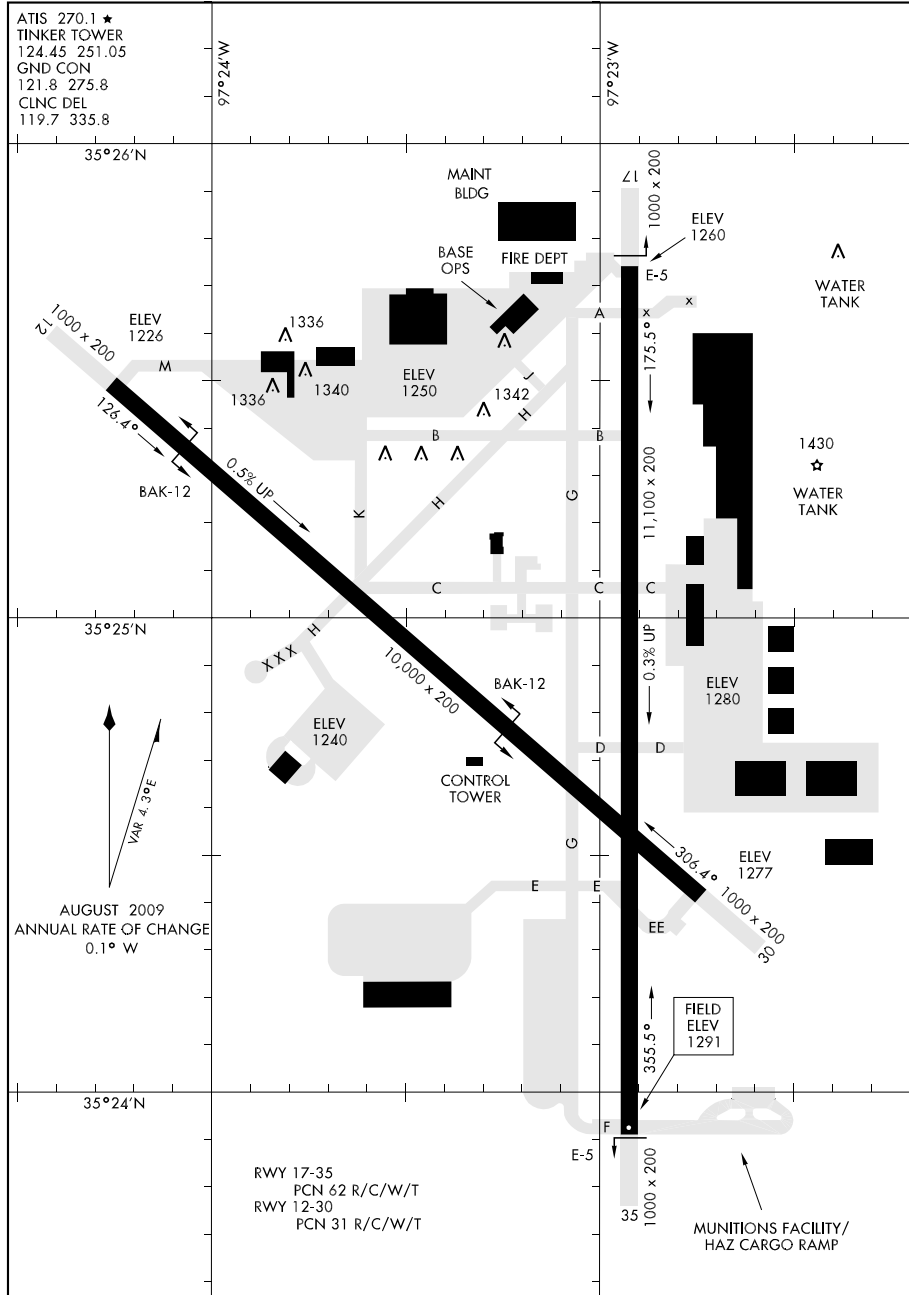 ATIS 270.1 ★
TINKER TOWER
124.45 251.05
GND CON
121.8 275.8
CLNC DEL
119.7 335.8
97°24'W
97°23'W
35°26'N
MAINT
BLDG
17
1000 x 200
ELEV
1260
BASE
OPS
FIRE DEPT
E-5
WATER
TANK
1000 x 200
12
ELEV
1226
1336
A
x
x
175.5°
M
1336
1340
ELEV
1250
J
1342
H
126.4°
B
B
1430
WATER
TANK
BAK-12
0.5% UP
K
H
G
11,100 x 200
C
C
C
35°25'N
H
X X X
10,000 x 200
BAK-12
0.3% UP
ELEV
1280
ELEV
1240
D
D
CONTROL
TOWER
VAR 4.3°E
G
306.4°
ELEV
1277
E
E
1000 x 200
30
EE
AUGUST 2009
ANNUAL RATE OF CHANGE
0.1° W
355.5°
FIELD
ELEV
1291
35°24'N
F
E-5
35
1000 x 200
RWY 17-35
PCN 62 R/C/W/T
RWY 12-30
PCN 31 R/C/W/T
MUNITIONS FACILITY/
HAZ CARGO RAMP